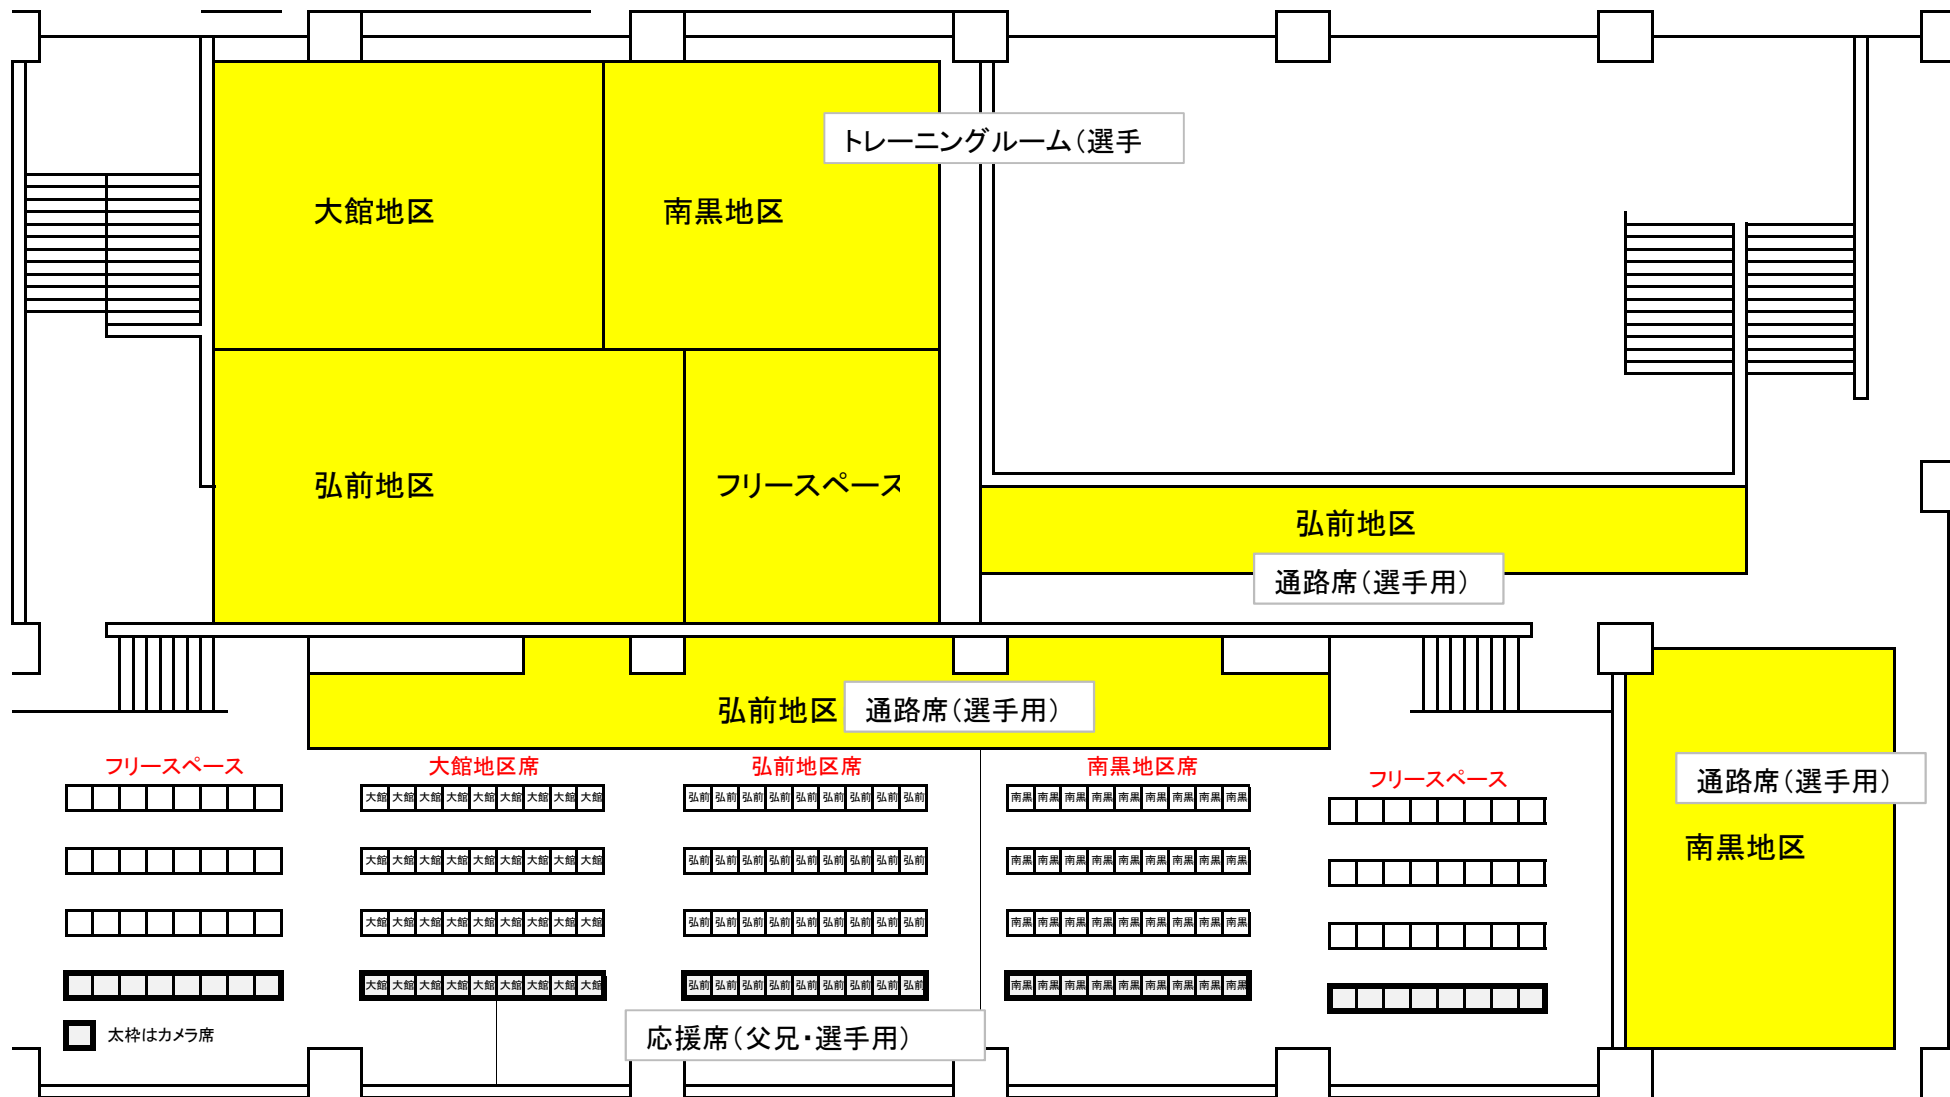 トレーニングルーム(選手
大館地区
南黒地区
弘前地区
フリースペース
弘前地区
通路席(選手用)
弘前地区
通路席(選手用)
通路席(選手用)
南黒地区
フリースペース
大館地区席
弘前地区席
南黒地区席
フリースペース
大館 大館 大館 大館 大館 大館 大館 大館 大館
弘前 弘前 弘前 弘前 弘前 弘前 弘前 弘前 弘前
南黒 南黒 南黒 南黒 南黒 南黒 南黒 南黒 南黒
大館 大館 大館 大館 大館 大館 大館 大館 大館
弘前 弘前 弘前 弘前 弘前 弘前 弘前 弘前 弘前
南黒 南黒 南黒 南黒 南黒 南黒 南黒 南黒 南黒
大館 大館 大館 大館 大館 大館 大館 大館 大館
弘前 弘前 弘前 弘前 弘前 弘前 弘前 弘前 弘前
南黒 南黒 南黒 南黒 南黒 南黒 南黒 南黒 南黒
大館 大館 大館 大館 大館 大館 大館 大館 大館
弘前 弘前 弘前 弘前 弘前 弘前 弘前 弘前 弘前
南黒 南黒 南黒 南黒 南黒 南黒 南黒 南黒 南黒
太枠はカメラ席
応援席(父兄・選手用)